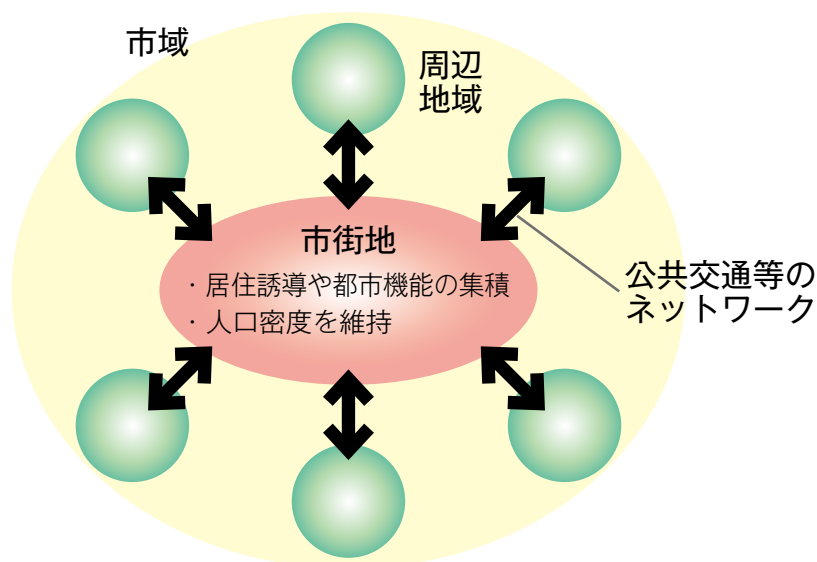 市域
周辺
地域
市街地
・居住誘導や都市機能の集積
・人口密度を維持
公共交通等の
ネットワーク